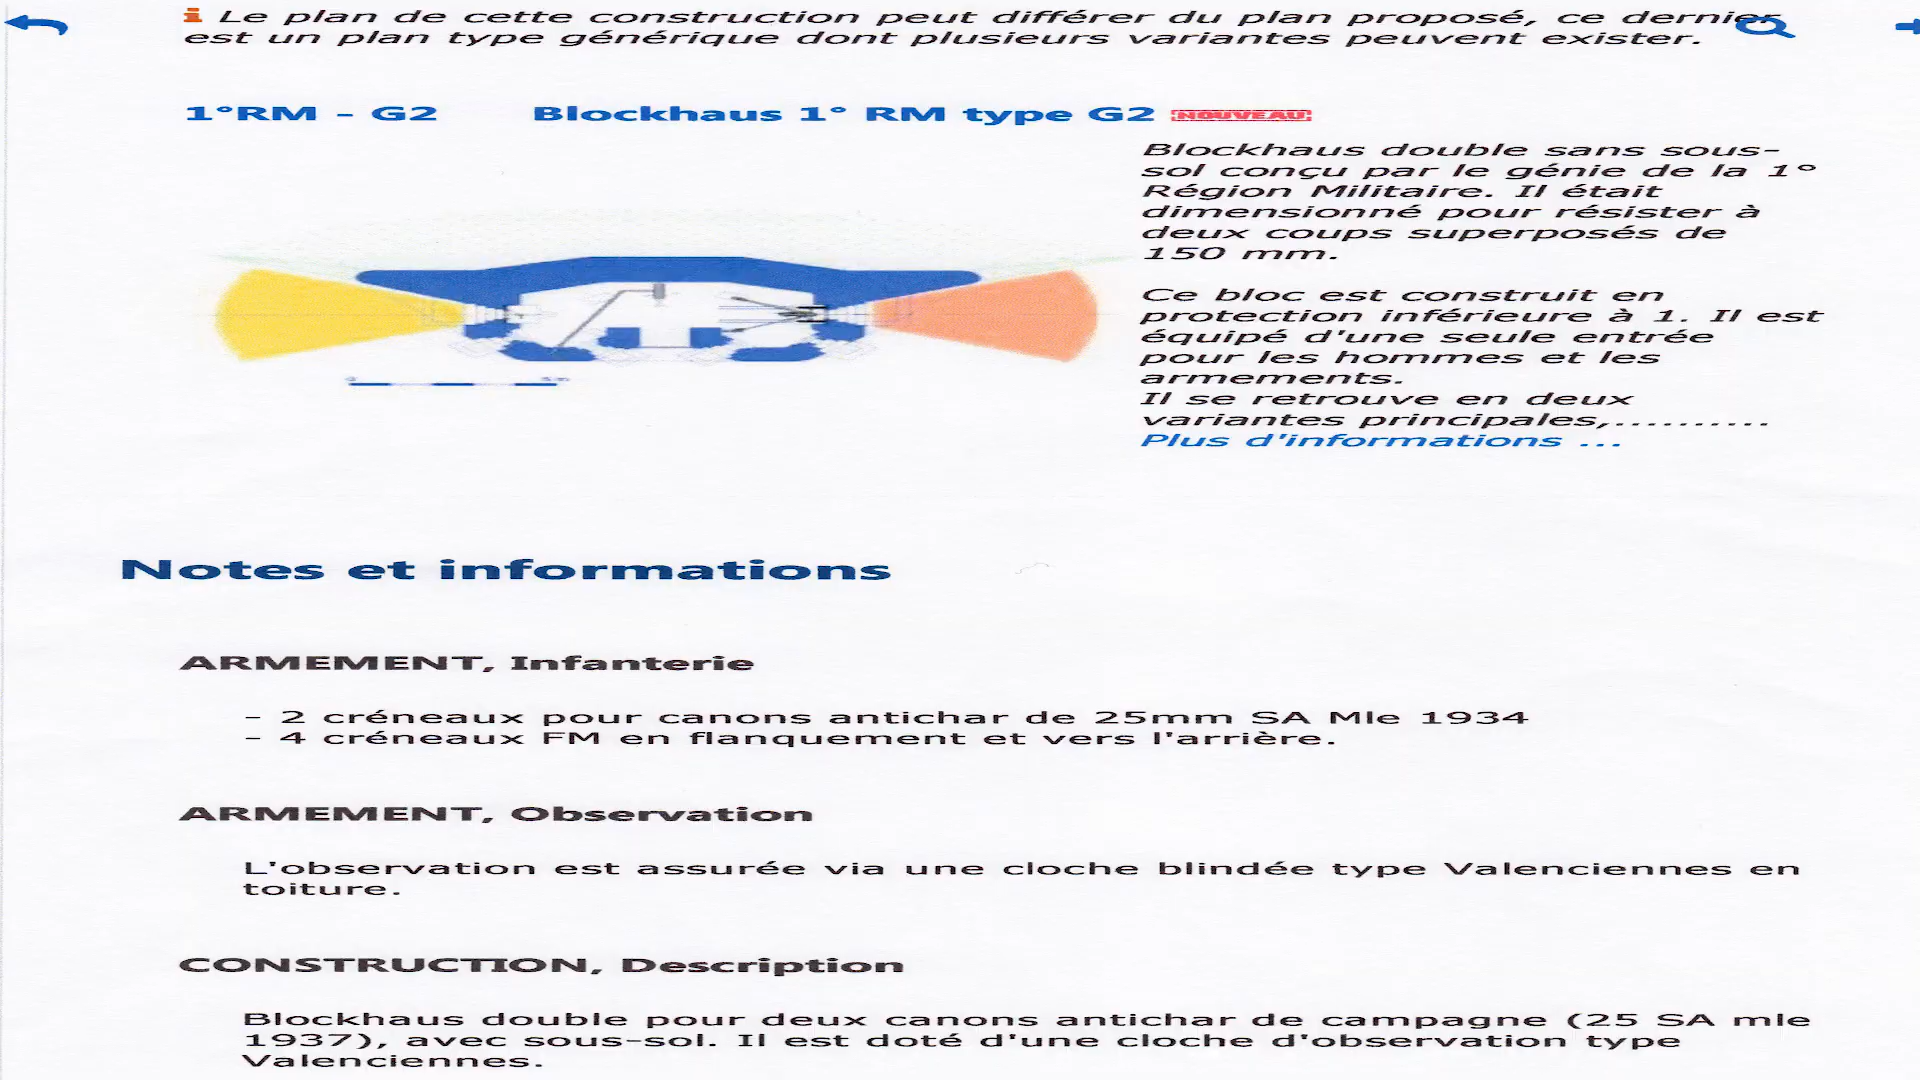 i Le plan de cette construction peut différer du plan proposé, ce dernier
est un plan type générique dont plusieurs variantes peuvent exister.
1°RM - G2 Blockhaus 1° RM type G2 NOUVEAU
Blockhaus double sans sous-
sol conçu par le génie de la 1°
Région Militaire. Il était
dimensionné pour résister à
deux coups superposés de
150 mm.
Ce bloc est construit en
protection inférieure à 1. Il est
équipé d'une seule entrée
pour les hommes et les
armements.
Il se retrouve en deux
variantes principales,..........
Plus d'informations ...
Notes et informations
ARMEMENT, Infanterie
- 2 créneaux pour canons antichar de 25mm SA Mle 1934
- 4 créneaux FM en flanquement et vers l'arrière.
ARMEMENT, Observation
L'observation est assurée via une cloche blindée type Valenciennes en
toiture.
CONSTRUCTION, Description
Blockhaus double pour deux canons antichar de campagne (25 SA mle
1937), avec sous-sol. Il est doté d'une cloche d'observation type
Valenciennes.